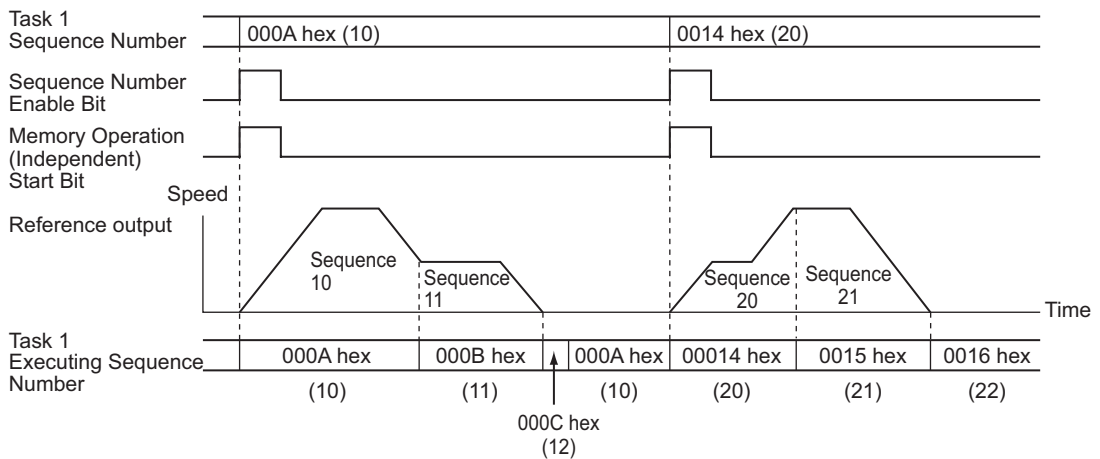 Task 1
Sequence Number
000A hex (10)
0014 hex (20)
Sequence Number
Enable Bit
Memory Operation
(Independent)
Start Bit
Speed
Reference output
Sequence
10
Sequence
11
Sequence
20
Sequence
21
Time
Task 1
Executing Sequence
Number
000A hex
000B hex
000A hex
00014 hex
0015 hex
0016 hex
(10)
(11)
(10)
(20)
(21)
(22)
000C hex
(12)